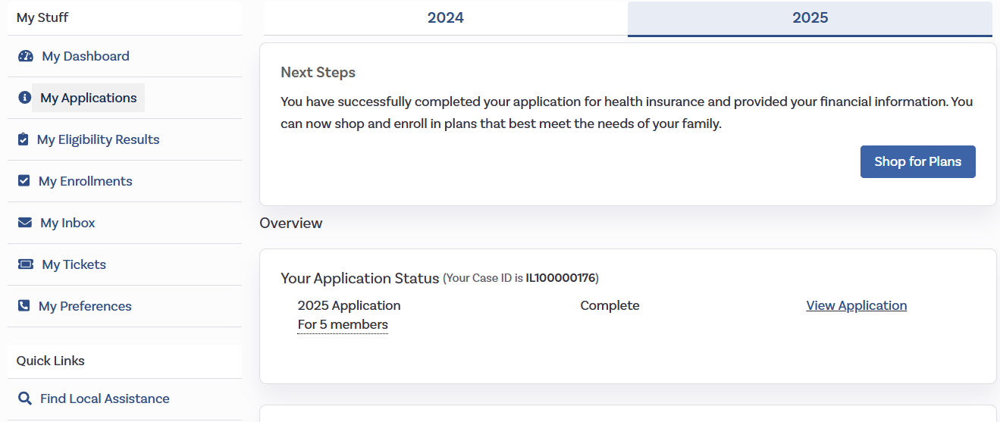 My Stuff
My Dashboard
My Applications
My Eligibility Results
My Enrollments
My Inbox
My Tickets
My Preferences
Quick Links
Find Local Assistance
2024
2025
Next Steps
You have successfully completed your application for health insurance and provided your financial information. You
can now shop and enroll in plans that best meet the needs of your family.
Shop for Plans
Overview
Your Application Status (Your Case ID is IL100000176)
2025 Application
Complete
View Application
For 5 members